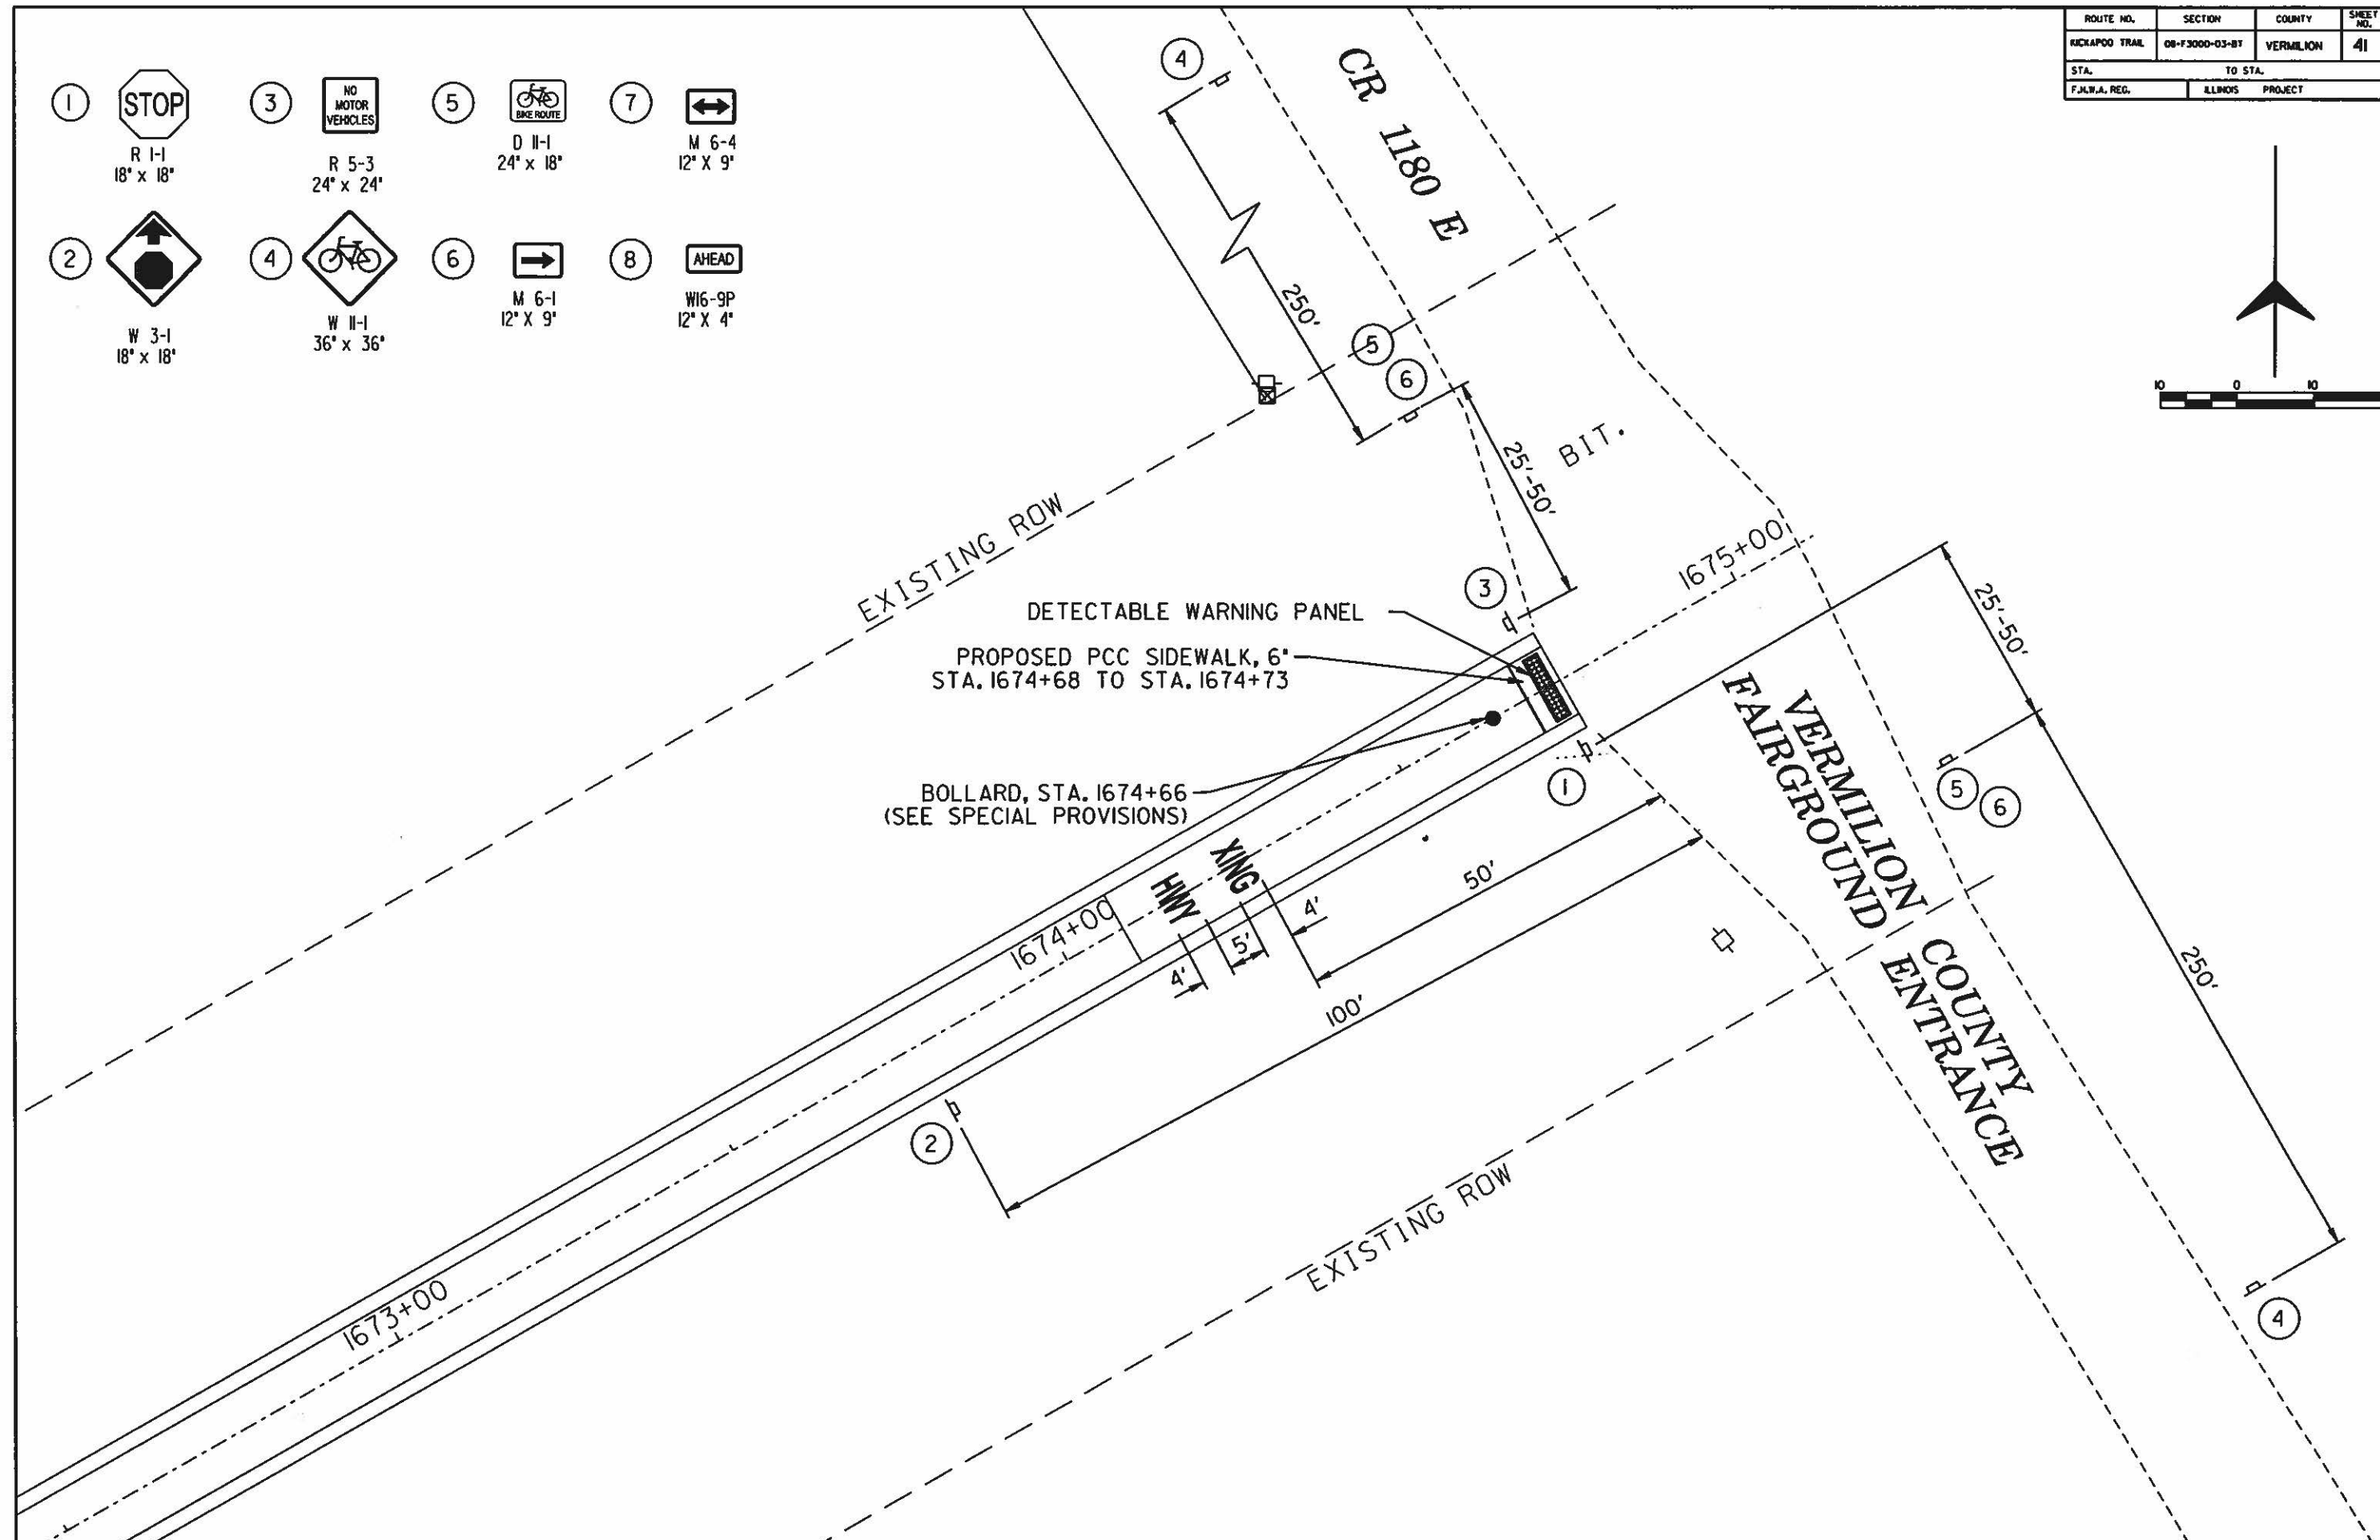 ROUTE NO. SECTION COUNTY SHEET NO.
KICKAPOO TRAIL 08-F3000-03-BT VERMILION 41
STA. TO STA.
F.H.W.A. REG. ILLINOIS PROJECT
1 STOP
R 1-1
18" x 18"
3 NO MOTOR VEHICLES
R 5-3
24" x 24"
5 BIKE ROUTE
D 11-1
24" x 18"
7
M 6-4
12" X 9"
2
W 3-1
18" x 18"
4
W 11-1
36" x 36"
6
M 6-1
12" X 9"
8 AHEAD
W16-9P
12" X 4"
4
CR 1180 E
250'
5
6
10 0 10
25'-50'
BIT.
EXISTING ROW
1675+00
3
DETECTABLE WARNING PANEL
PROPOSED PCC SIDEWALK, 6"
STA. 1674+68 TO STA. 1674+73
25'-50'
BOLLARD, STA. 1674+66
(SEE SPECIAL PROVISIONS)
1
VERMILION COUNTY
FAIRGROUND ENTRANCE
5 6
XING
HWY
50'
4'
5'
4'
100'
1674+00
250'
2
EXISTING ROW
4
1673+00